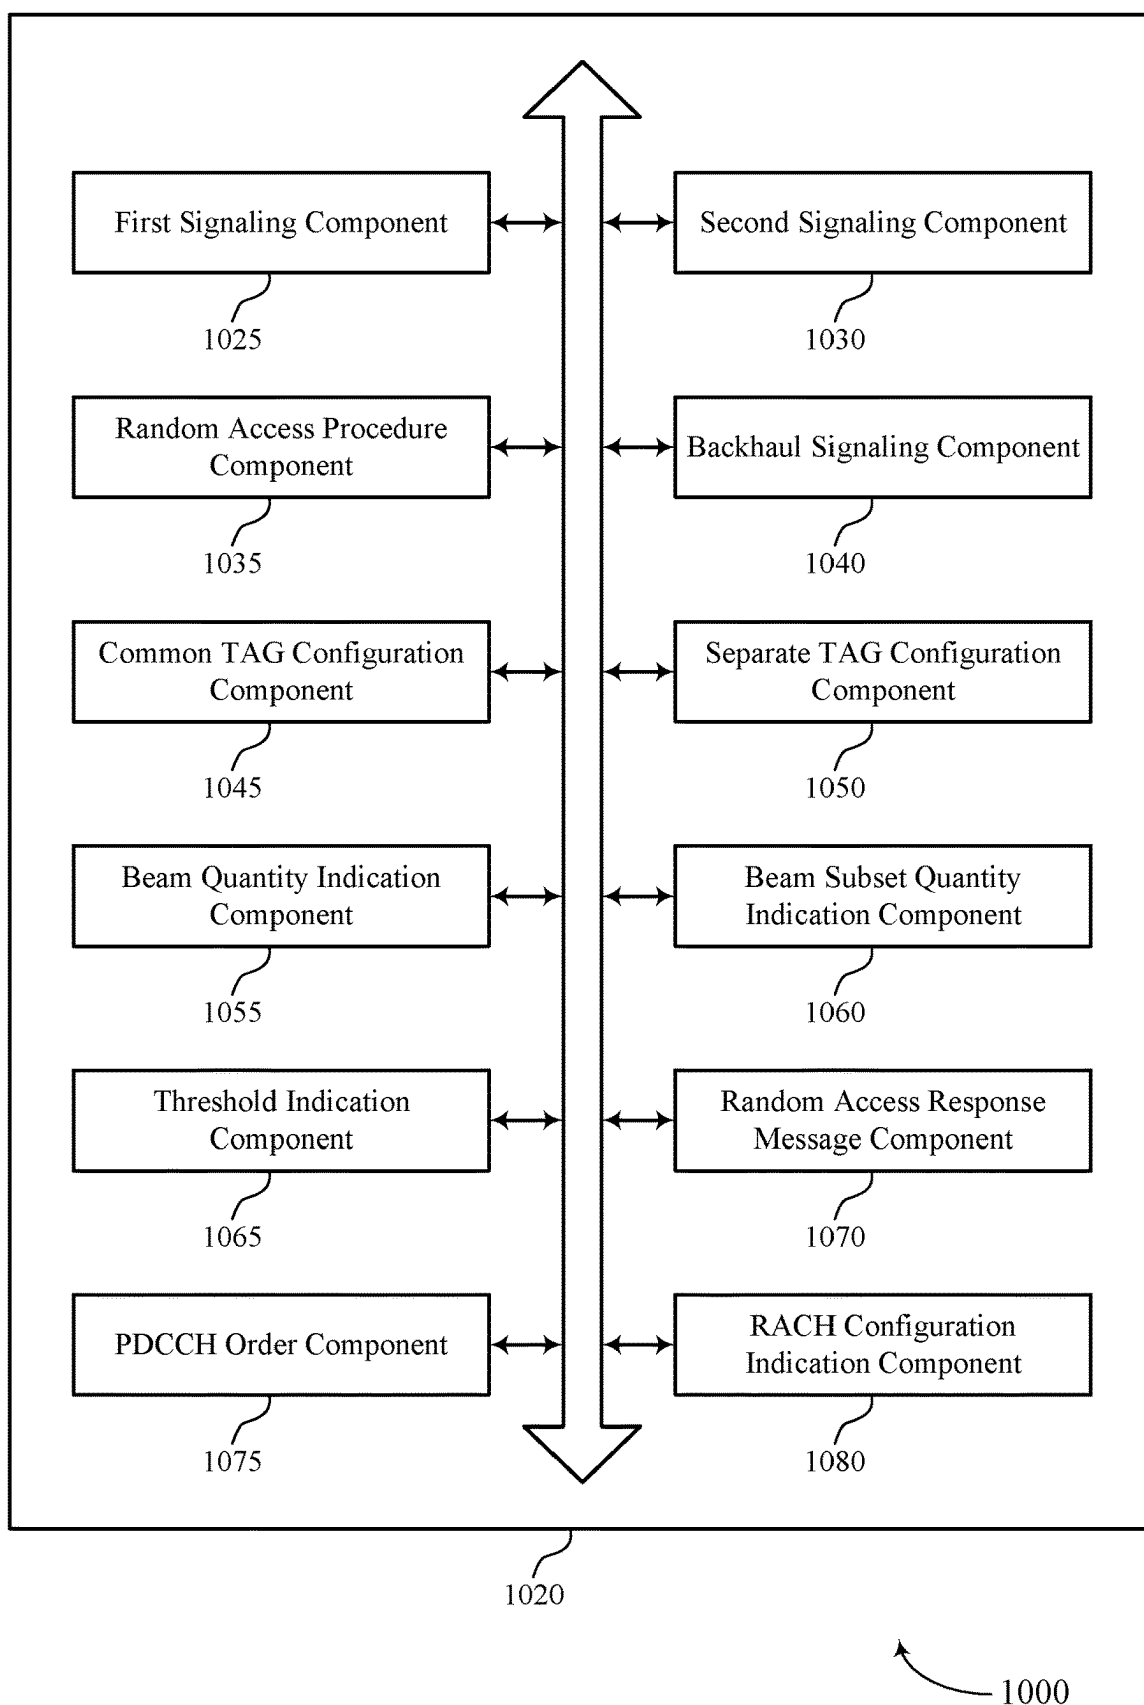 First Signaling Component
1025
Second Signaling Component
1030
Random Access Procedure
Component
1035
Backhaul Signaling Component
1040
Common TAG Configuration
Component
1045
Separate TAG Configuration
Component
1050
Beam Quantity Indication
Component
1055
Beam Subset Quantity
Indication Component
1060
Threshold Indication
Component
1065
Random Access Response
Message Component
1070
PDCCH Order Component
1075
RACH Configuration
Indication Component
1080
1020
1000